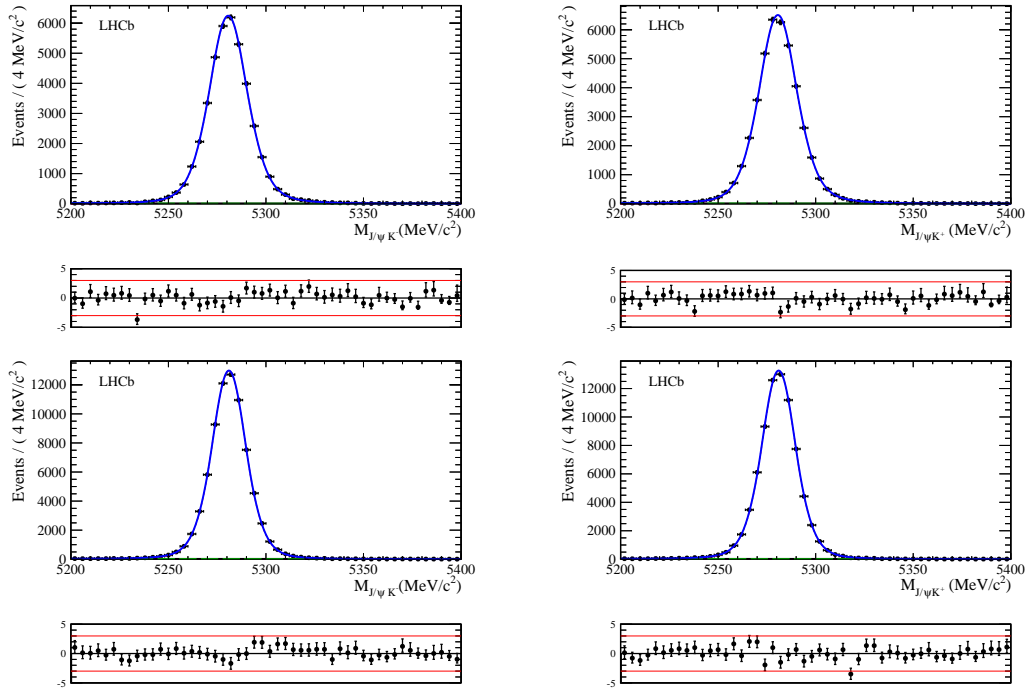 LHCb
Events / ( 4 MeV/c²)
6000
5000
4000
3000
2000
1000
0
5200 5250 5300 5350 5400
M_{J/ψ K⁻}(MeV/c²)
5
0
-5
LHCb
Events / ( 4 MeV/c²)
6000
5000
4000
3000
2000
1000
0
5200 5250 5300 5350 5400
M_{J/ψK⁺}(MeV/c²)
5
0
-5
LHCb
Events / ( 4 MeV/c²)
12000
10000
8000
6000
4000
2000
0
5200 5250 5300 5350 5400
M_{J/ψ K⁻}(MeV/c²)
5
0
-5
LHCb
Events / ( 4 MeV/c²)
12000
10000
8000
6000
4000
2000
0
5200 5250 5300 5350 5400
M_{J/ψK⁺}(MeV/c²)
5
0
-5